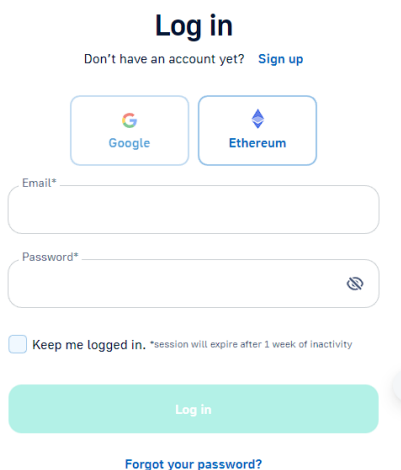 Log in
Don't have an account yet? Sign up
Google Ethereum
Email*
Password*
Keep me logged in. *session will expire after 1 week of inactivity
Log in
Forgot your password?